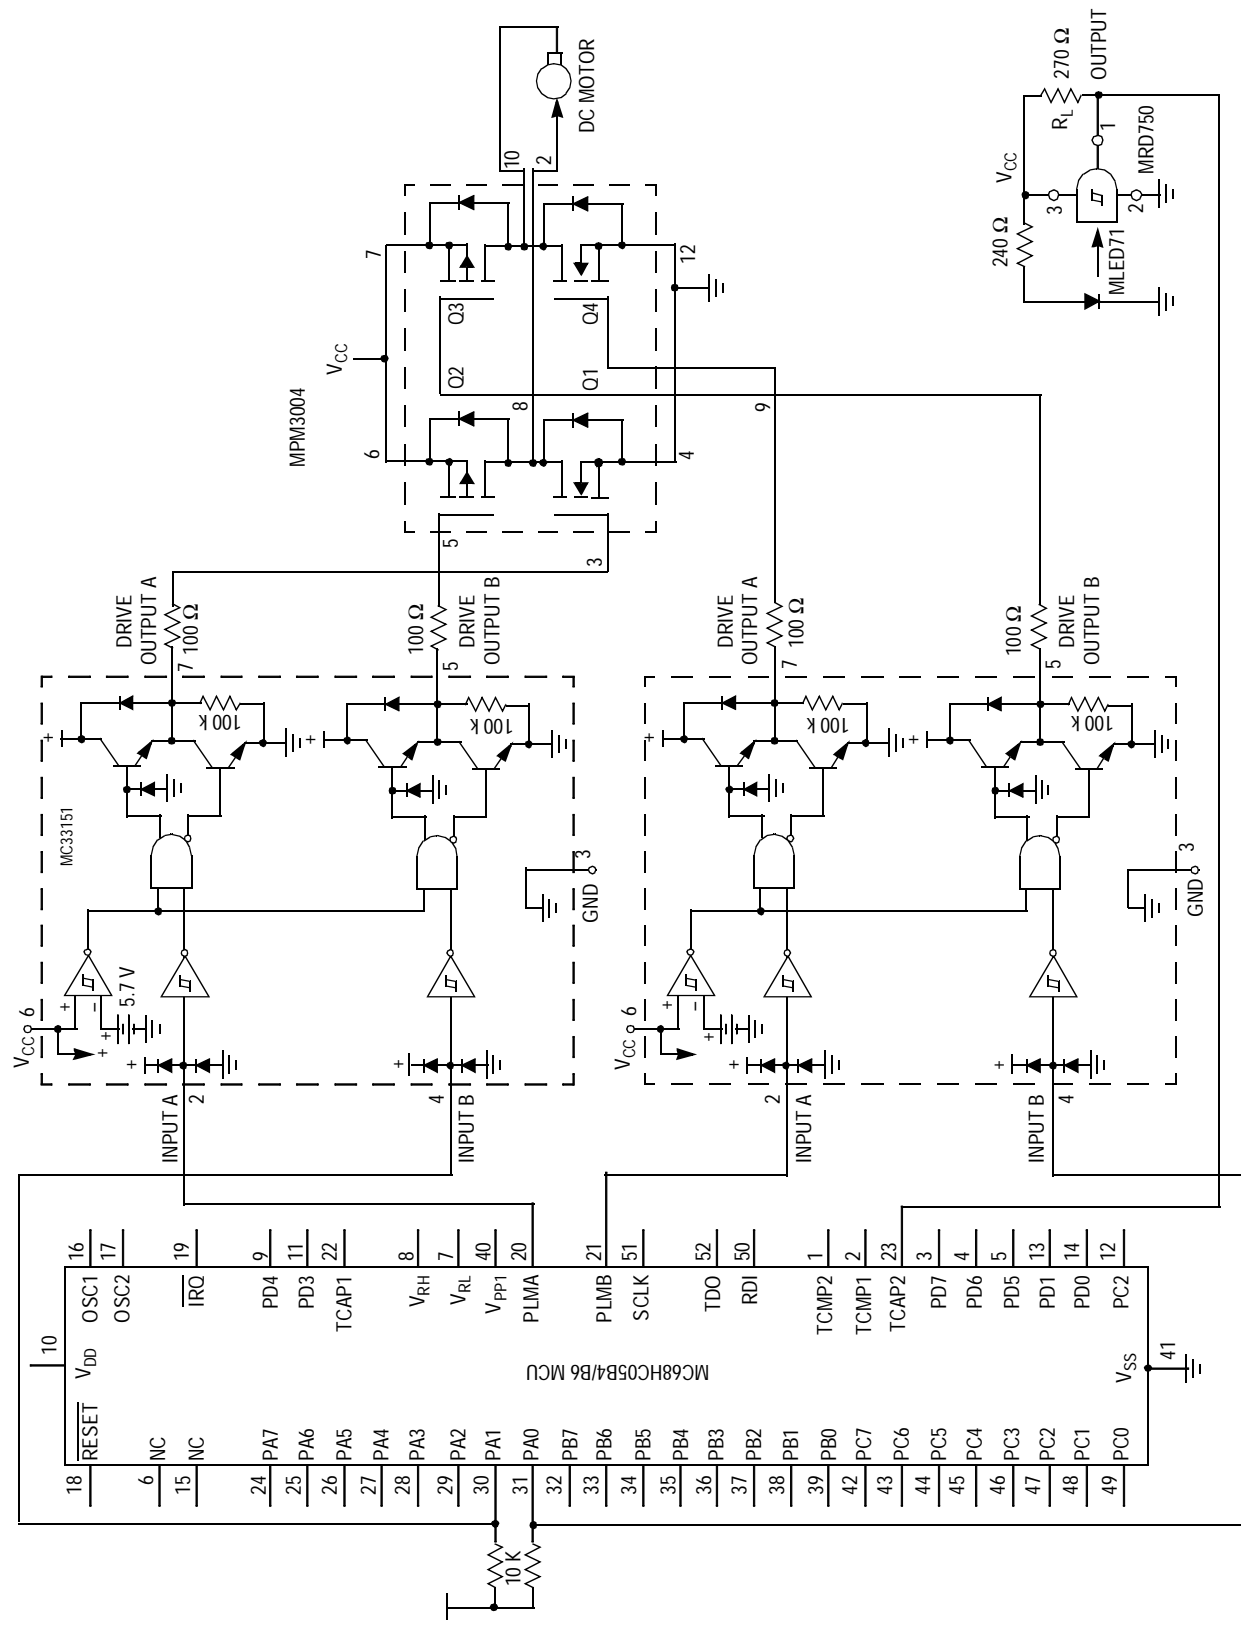 MC68HC05B4/B6 MCU
10
V_DD
18
RESET
6
NC
15
NC
24
PA7
25
PA6
26
PA5
27
PA4
28
PA3
29
PA2
30
PA1
31
PA0
32
PB7
33
PB6
34
PB5
35
PB4
36
PB3
37
PB2
38
PB1
39
PB0
42
PC7
43
PC6
44
PC5
45
PC4
46
PC3
47
PC2
48
PC1
49
PC0
10 K
OSC1
16
OSC2
17
IRQ
19
PD4
9
PD3
11
TCAP1
22
V_RH
8
V_RL
7
V_PP1
40
PLMA
20
PLMB
21
SCLK
51
TDO
52
RDI
50
TCMP2
1
TCMP1
2
TCAP2
23
PD7
3
PD6
4
PD5
5
PD1
13
PD0
14
PC2
12
V_SS
41
INPUT A
2
4
INPUT B
V_CC
6
+
+
–
+
5.7 V
+
+
MC33151
+
100 k
+
100 k
GND
3
7
DRIVE
OUTPUT A
100 Ω
5
100 Ω
DRIVE
OUTPUT B
2
INPUT A
INPUT B
4
V_CC
6
+
–
+
+
+
+
100 k
+
100 k
GND
3
7
DRIVE
OUTPUT A
100 Ω
5
100 Ω
DRIVE
OUTPUT B
MPM3004
V_CC
6
7
5
3
Q2
Q3
8
Q1
Q4
4
12
9
10
2
DC MOTOR
240 Ω
V_CC
3
MLED71
2
MRD750
R_L
270 Ω
1
OUTPUT